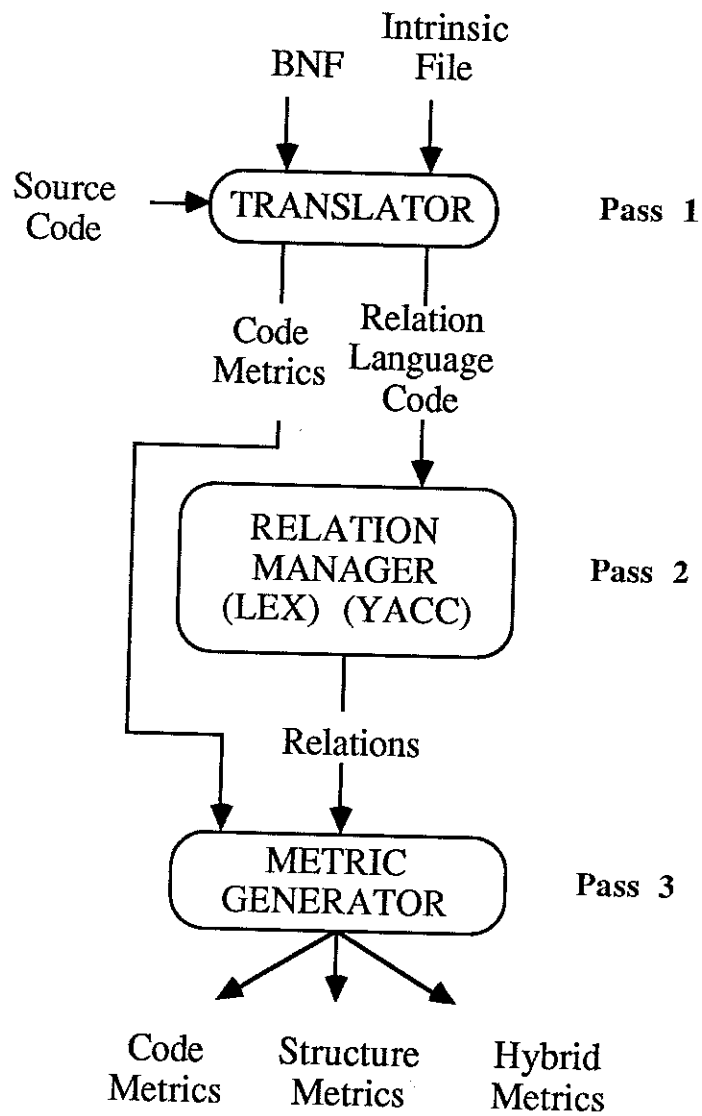 Intrinsic
File
BNF
Source
Code
TRANSLATOR
Pass 1
Code
Metrics
Relation
Language
Code
RELATION
MANAGER
(LEX) (YACC)
Pass 2
Relations
METRIC
GENERATOR
Pass 3
Code
Metrics
Structure
Metrics
Hybrid
Metrics